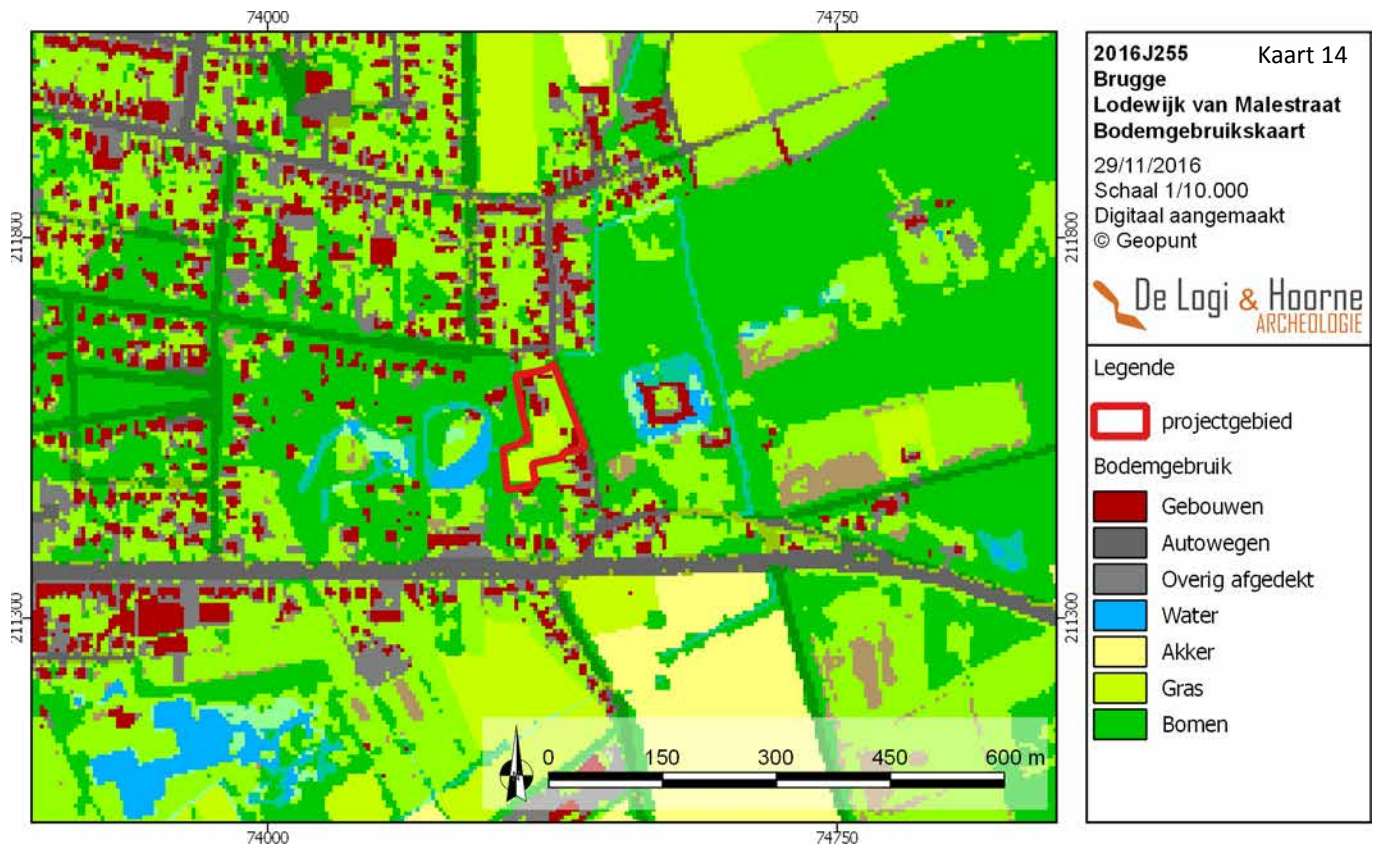 74000 74750
2016J255 Kaart 14
Brugge
Lodewijk van Malestraat
Bodemgebruikskaart
29/11/2016
Schaal 1/10.000
Digitaal aangemaakt
© Geopunt
De Logi & Hoorne
ARCHEOLOGIE
211800 211800
Legende
projectgebied
Bodemgebruik
Gebouwen
Autowegen
Overig afgedekt
Water
Akker
Gras
Bomen
211300 211300
0 150 300 450 600 m
74000 74750